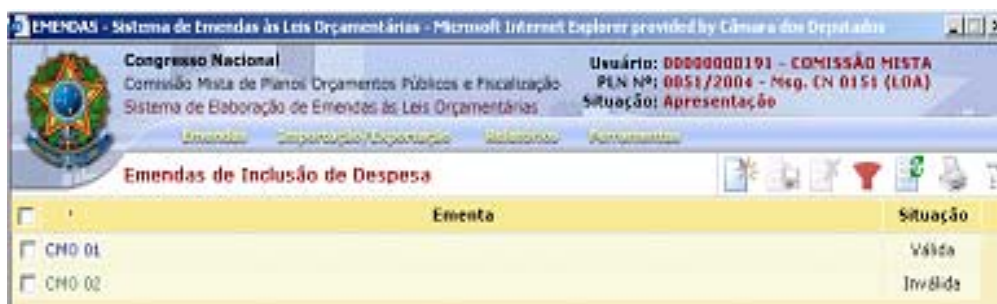 EMENDAS - Sistema de Emendas às Leis Orçamentárias - Microsoft Internet Explorer provided by Câmara dos Deputados
Congresso Nacional
Comissão Mista de Planos Orçamentos Públicos e Fiscalização
Sistema de Elaboração de Emendas às Leis Orçamentárias
Usuário: 00000000191 - COMISSÃO MISTA
PLN Nº: 0051/2004 - Msg. CN 0151 (LOA)
Situação: Apresentação
Emendas Importação/Exportação Relatórios Ferramentas
Emendas de Inclusão de Despesa
Ementa Situação
CMO 01 Válida
CMO 02 Inválida